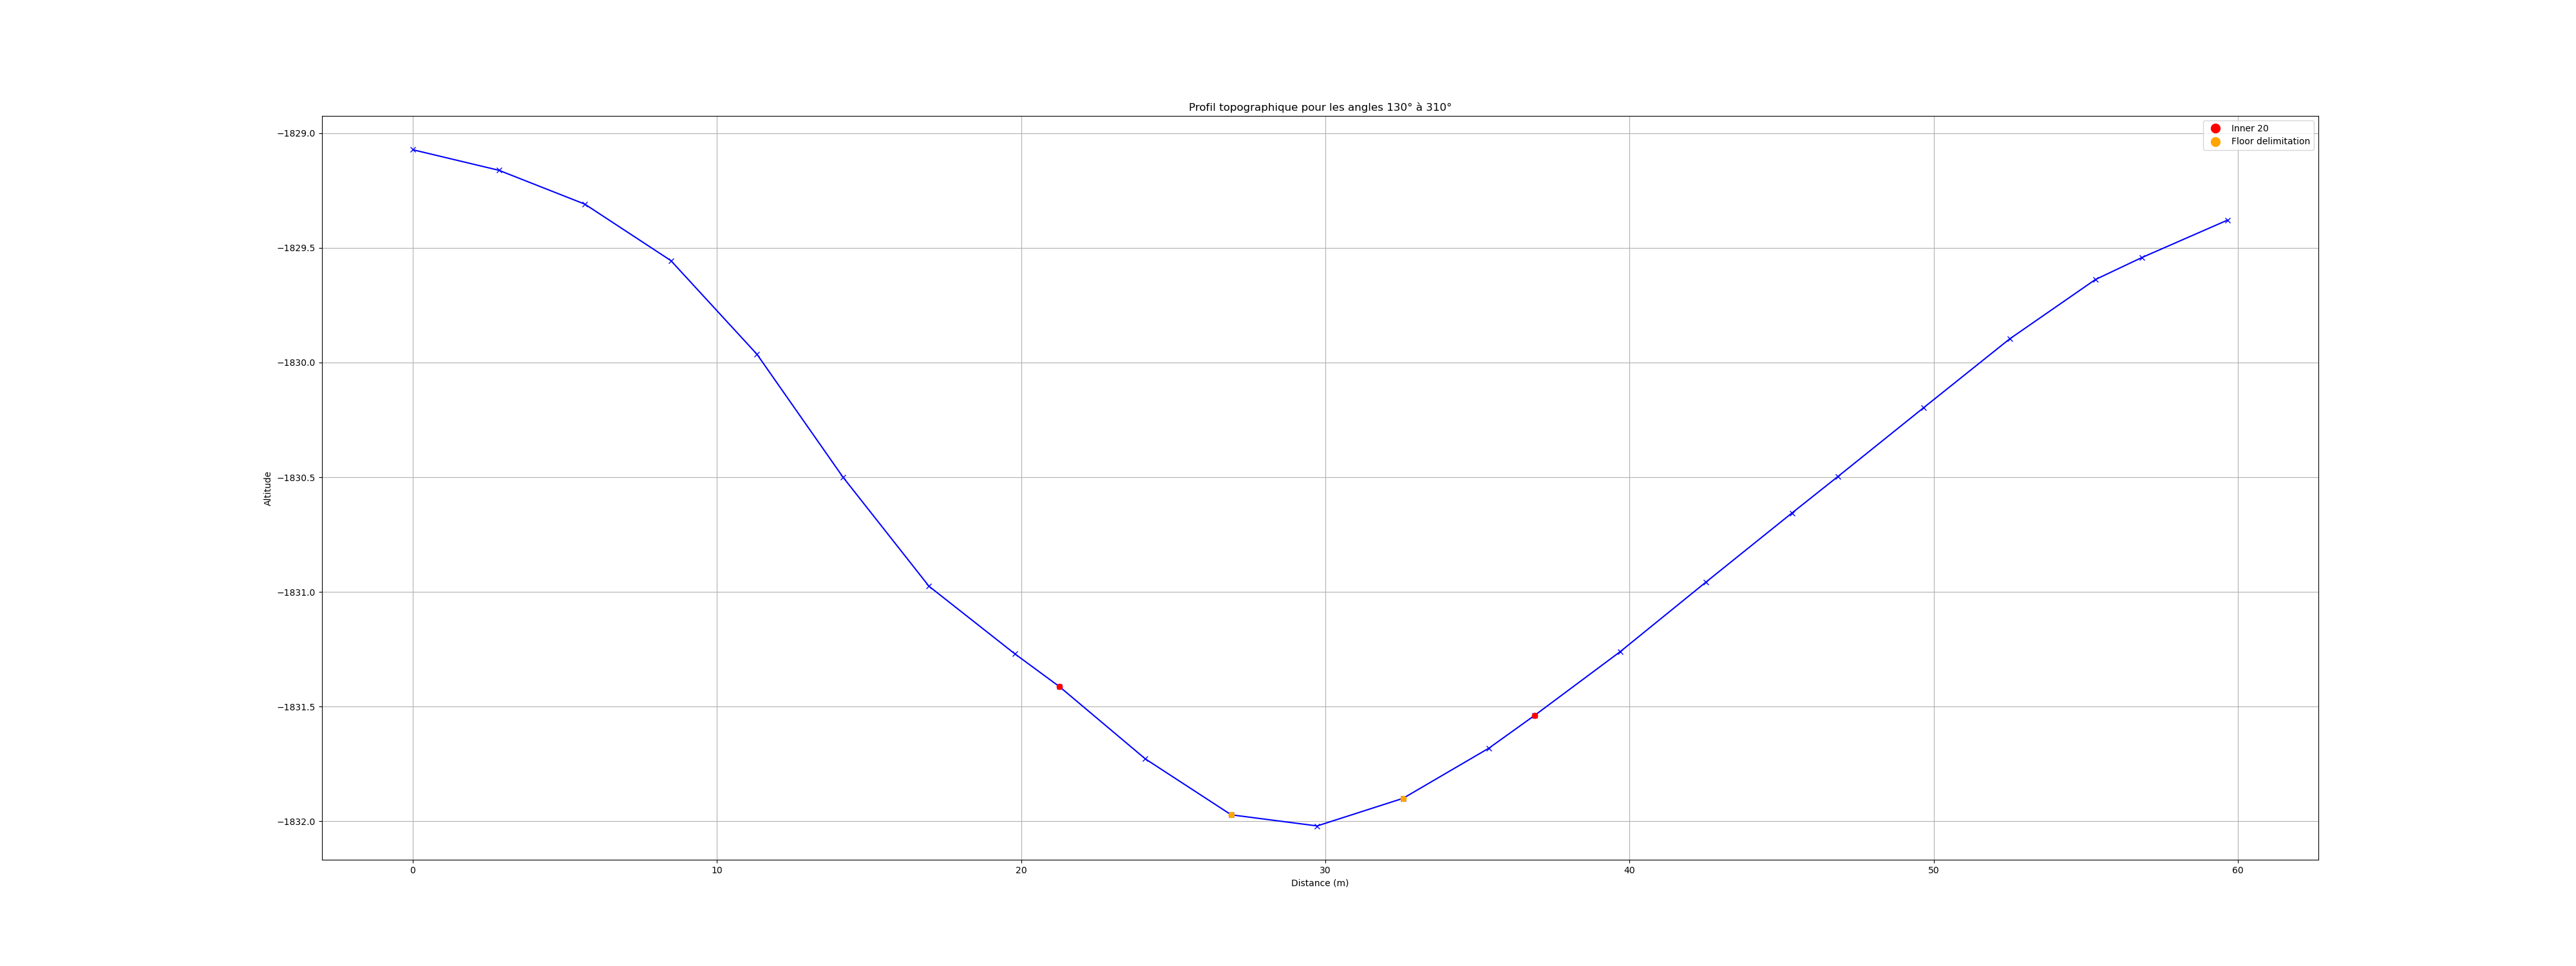 Profil topographique pour les angles 130° à 310°
Inner 20
Floor delimitation
Altitude
−1829.0
−1829.5
−1830.0
−1830.5
−1831.0
−1831.5
−1832.0
0 10 20 30 40 50 60
Distance (m)